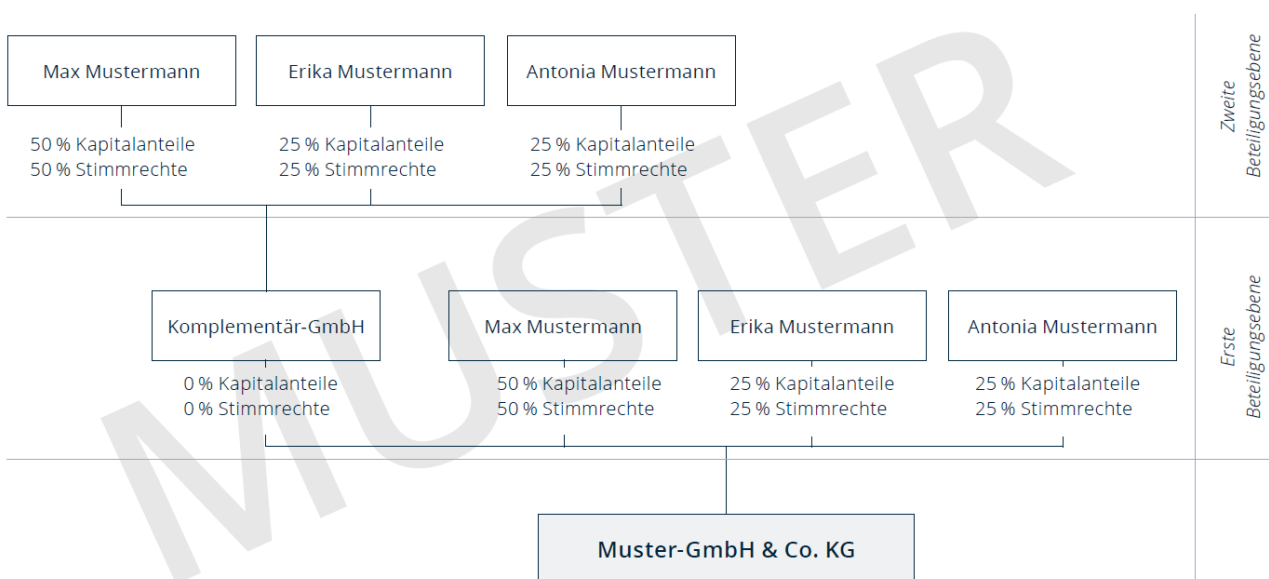 Max Mustermann
Erika Mustermann
Antonia Mustermann
50 % Kapitalanteile
50 % Stimmrechte
25 % Kapitalanteile
25 % Stimmrechte
25 % Kapitalanteile
25 % Stimmrechte
Zweite
Beteiligungsebene
Komplementär-GmbH
Max Mustermann
Erika Mustermann
Antonia Mustermann
0 % Kapitalanteile
0 % Stimmrechte
50 % Kapitalanteile
50 % Stimmrechte
25 % Kapitalanteile
25 % Stimmrechte
25 % Kapitalanteile
25 % Stimmrechte
Erste
Beteiligungsebene
Muster-GmbH & Co. KG
MUSTER